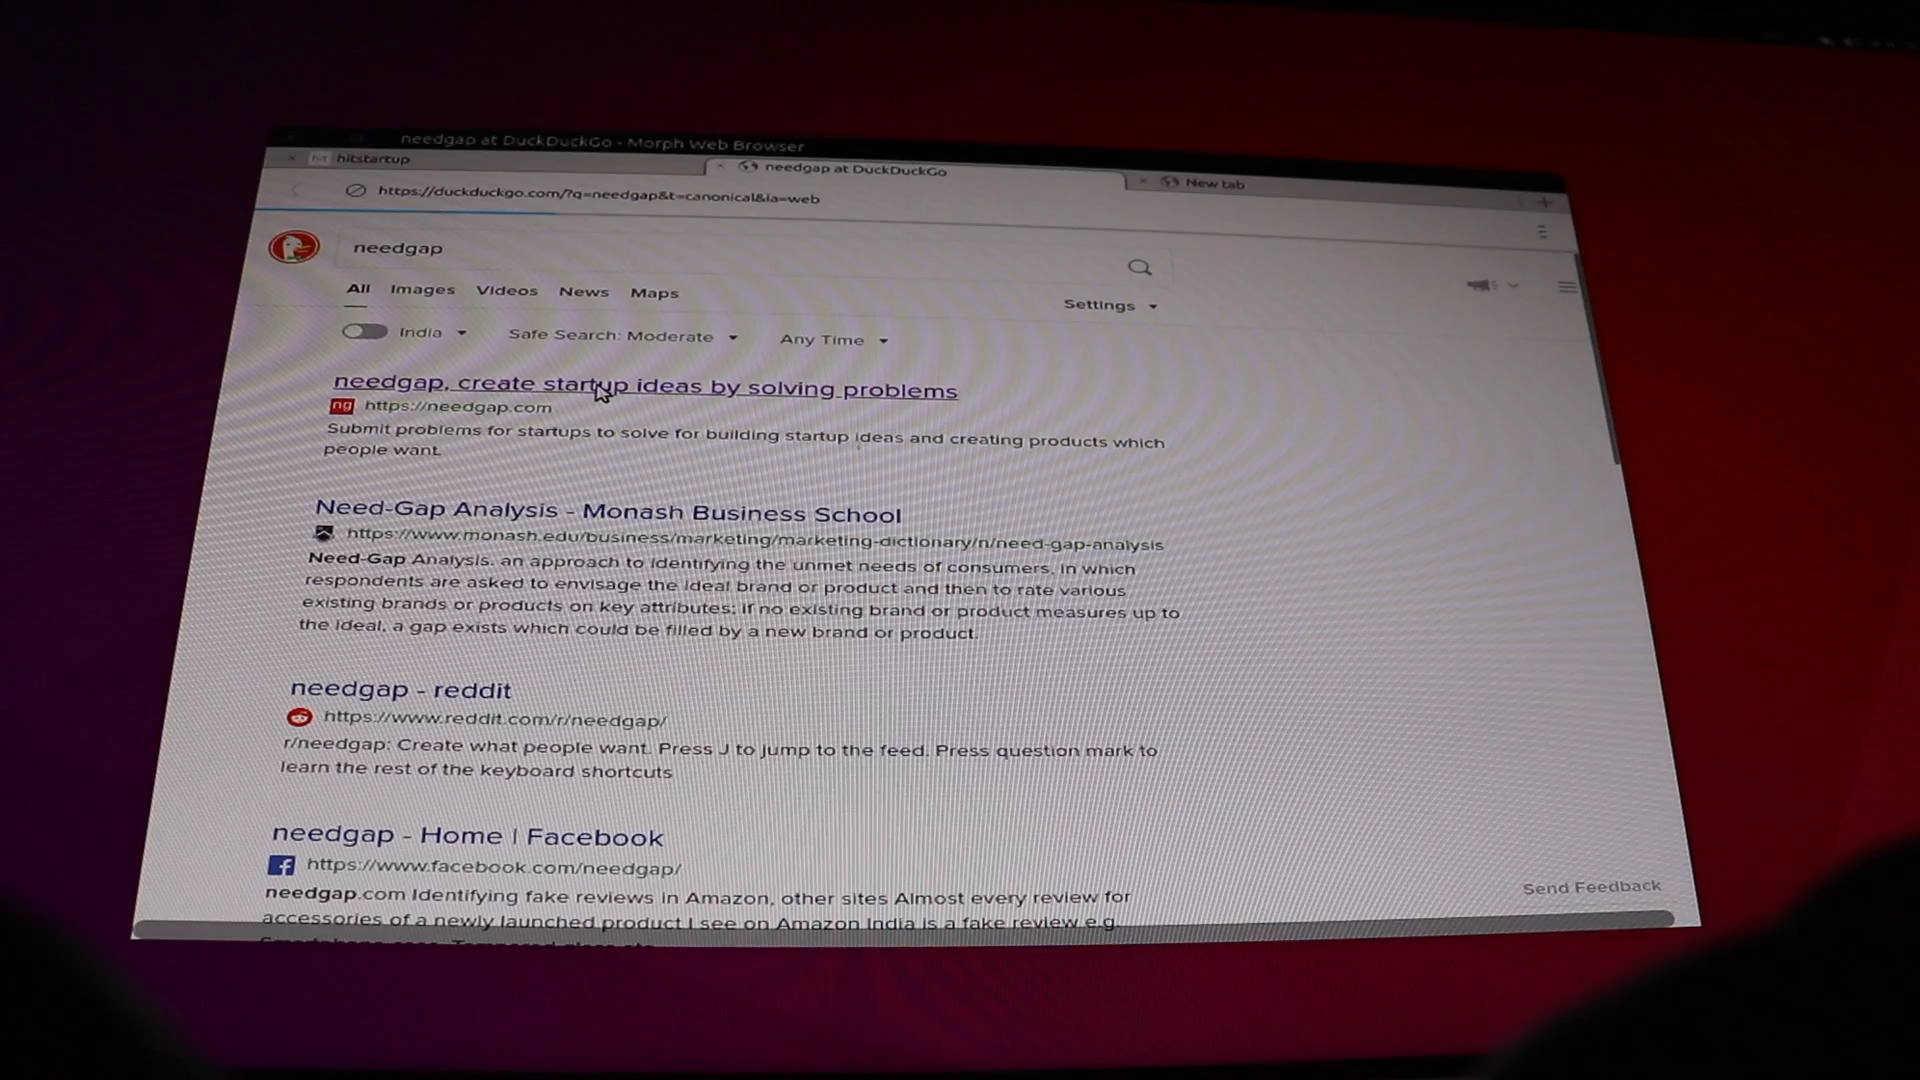 needgap at DuckDuckGo - Morph Web Browser
hit hitstartup
needgap at DuckDuckGo
New tab
https://duckduckgo.com/?q=needgap&t=canonical&ia=web
needgap
All Images Videos News Maps
Settings
India Safe Search: Moderate Any Time
needgap, create startup ideas by solving problems
ng https://needgap.com
Submit problems for startups to solve for building startup ideas and creating products which
people want.
Need-Gap Analysis - Monash Business School
https://www.monash.edu/business/marketing/marketing-dictionary/n/need-gap-analysis
Need-Gap Analysis. an approach to identifying the unmet needs of consumers, in which
respondents are asked to envisage the ideal brand or product and then to rate various
existing brands or products on key attributes; if no existing brand or product measures up to
the ideal, a gap exists which could be filled by a new brand or product.
needgap - reddit
https://www.reddit.com/r/needgap/
r/needgap: Create what people want. Press J to jump to the feed. Press question mark to
learn the rest of the keyboard shortcuts
needgap - Home | Facebook
https://www.facebook.com/needgap/
needgap.com Identifying fake reviews in Amazon, other sites Almost every review for
accessories of a newly launched product I see on Amazon India is a fake review e.g.
Send Feedback